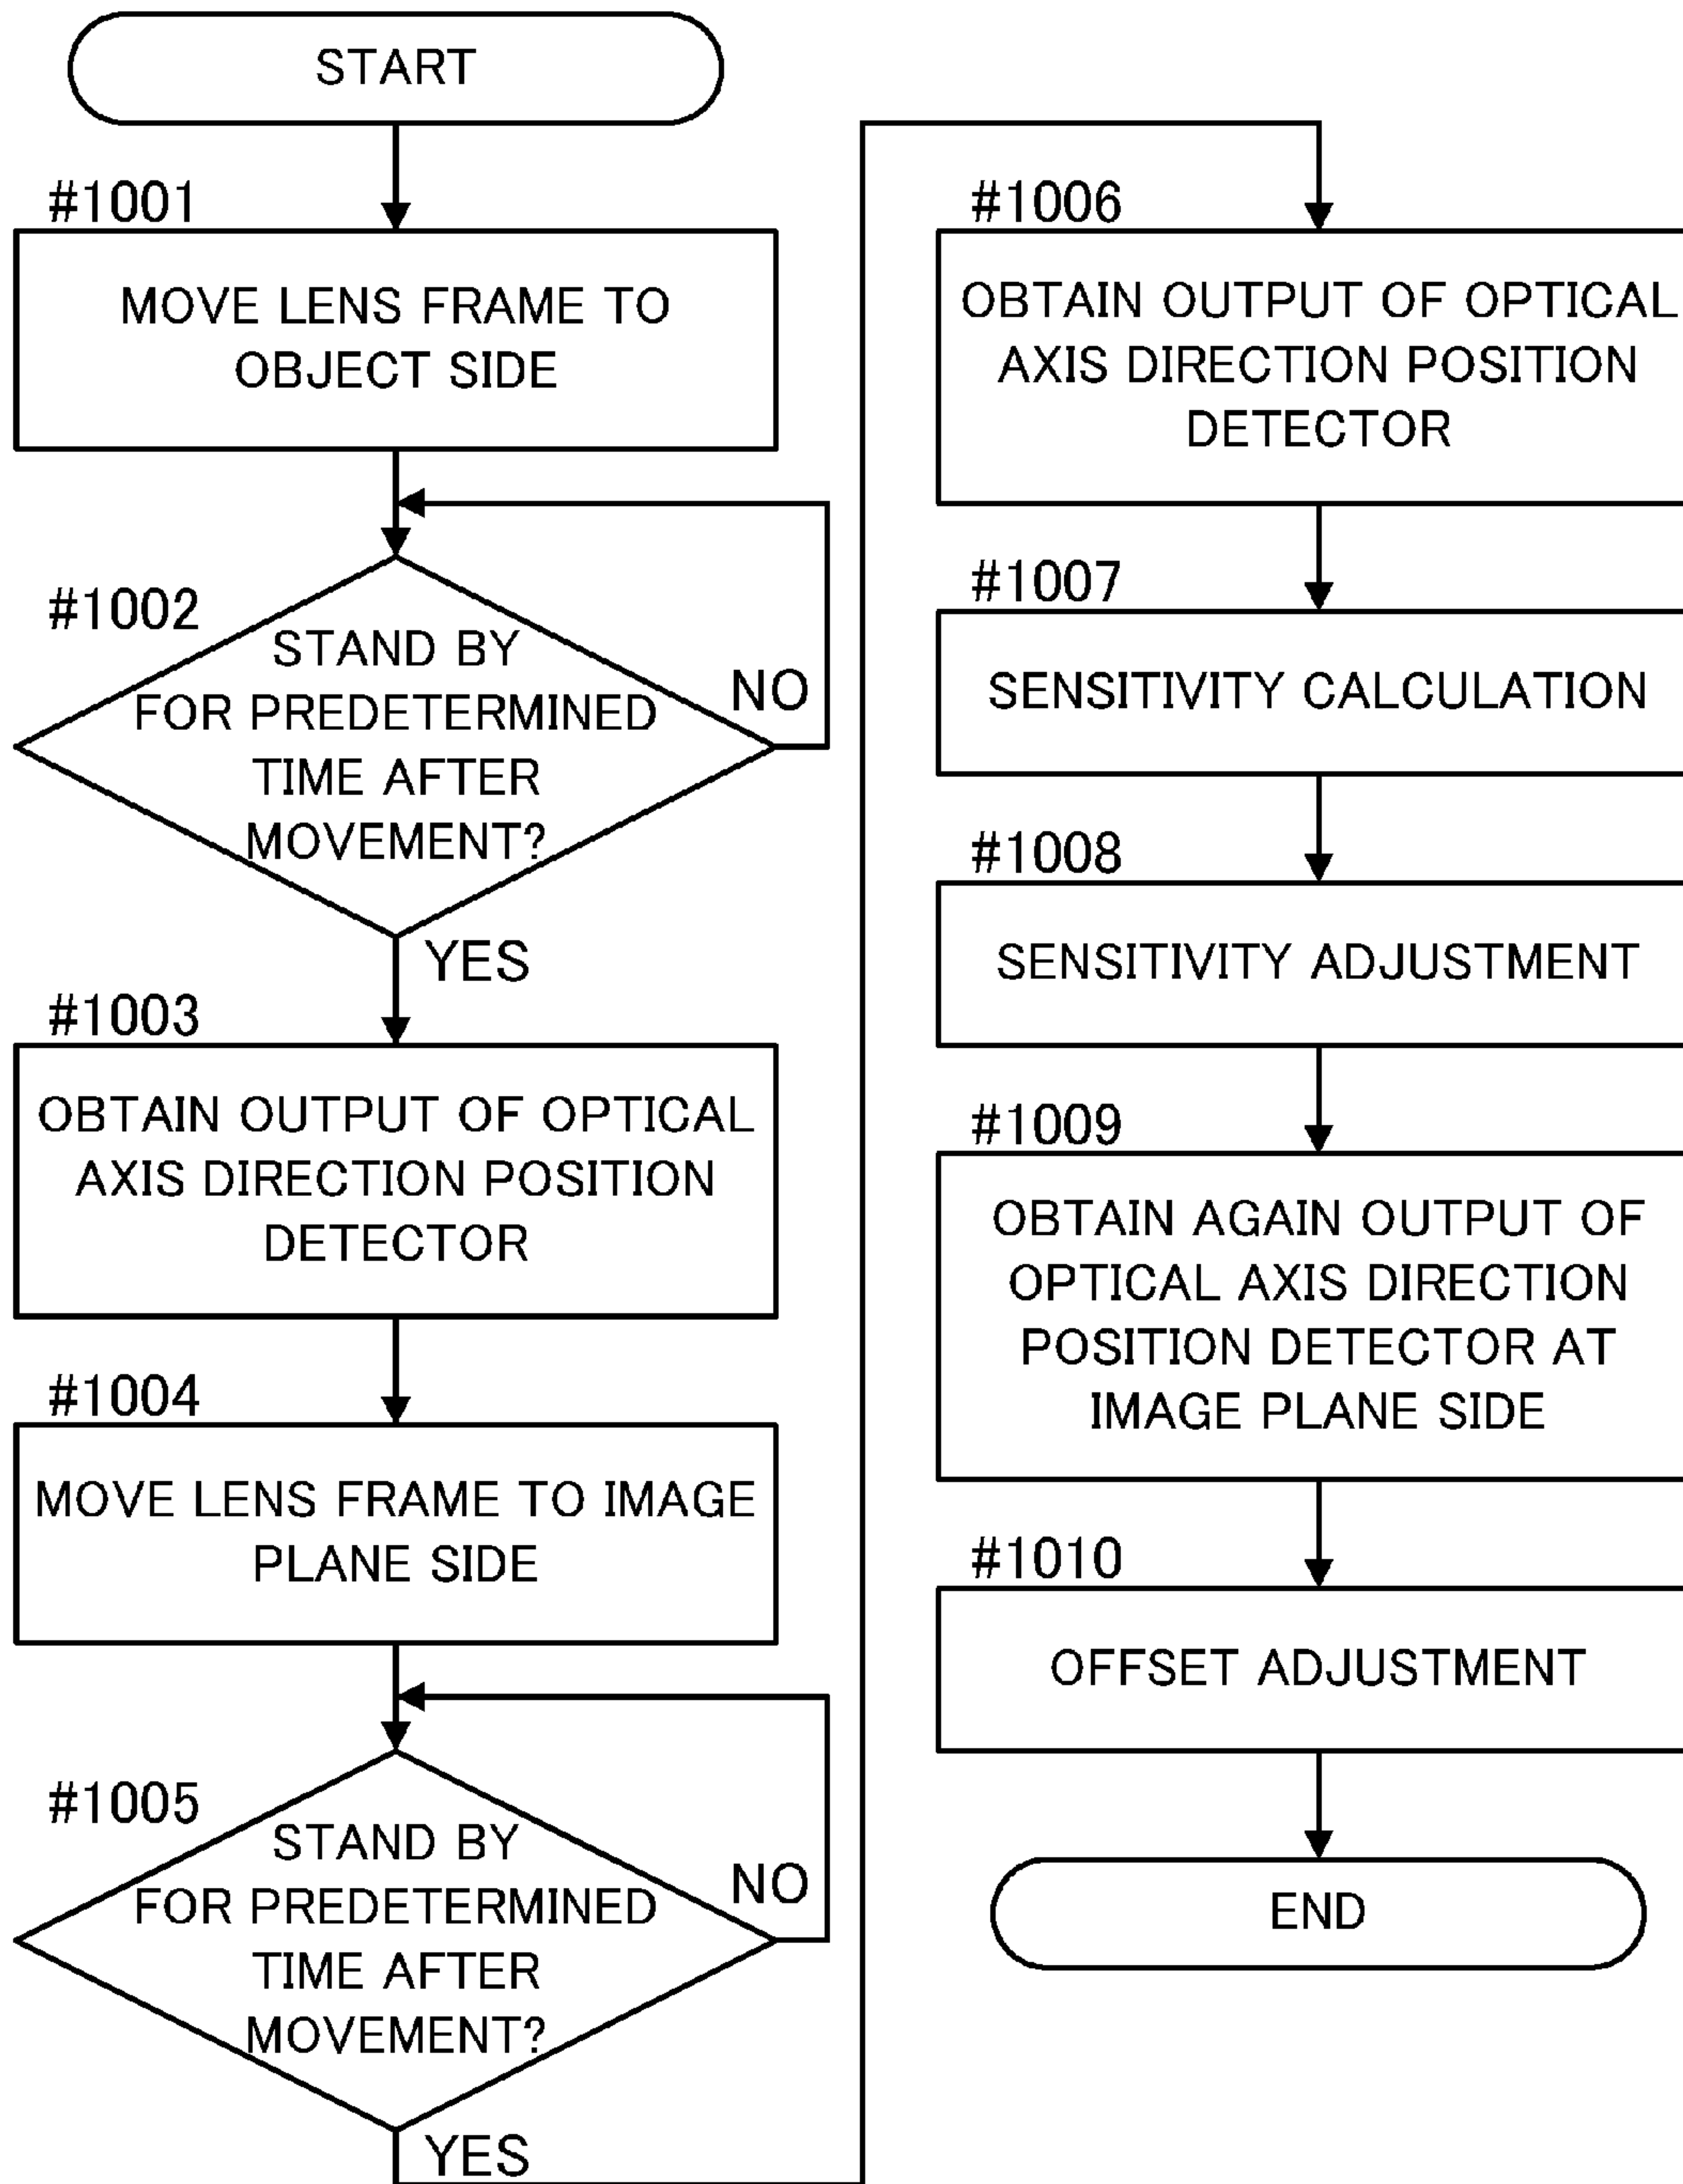 START
#1001
MOVE LENS FRAME TO
OBJECT SIDE
#1002
STAND BY
FOR PREDETERMINED
TIME AFTER
MOVEMENT?
NO
YES
#1003
OBTAIN OUTPUT OF OPTICAL
AXIS DIRECTION POSITION
DETECTOR
#1004
MOVE LENS FRAME TO IMAGE
PLANE SIDE
#1005
STAND BY
FOR PREDETERMINED
TIME AFTER
MOVEMENT?
NO
YES
#1006
OBTAIN OUTPUT OF OPTICAL
AXIS DIRECTION POSITION
DETECTOR
#1007
SENSITIVITY CALCULATION
#1008
SENSITIVITY ADJUSTMENT
#1009
OBTAIN AGAIN OUTPUT OF
OPTICAL AXIS DIRECTION
POSITION DETECTOR AT
IMAGE PLANE SIDE
#1010
OFFSET ADJUSTMENT
END